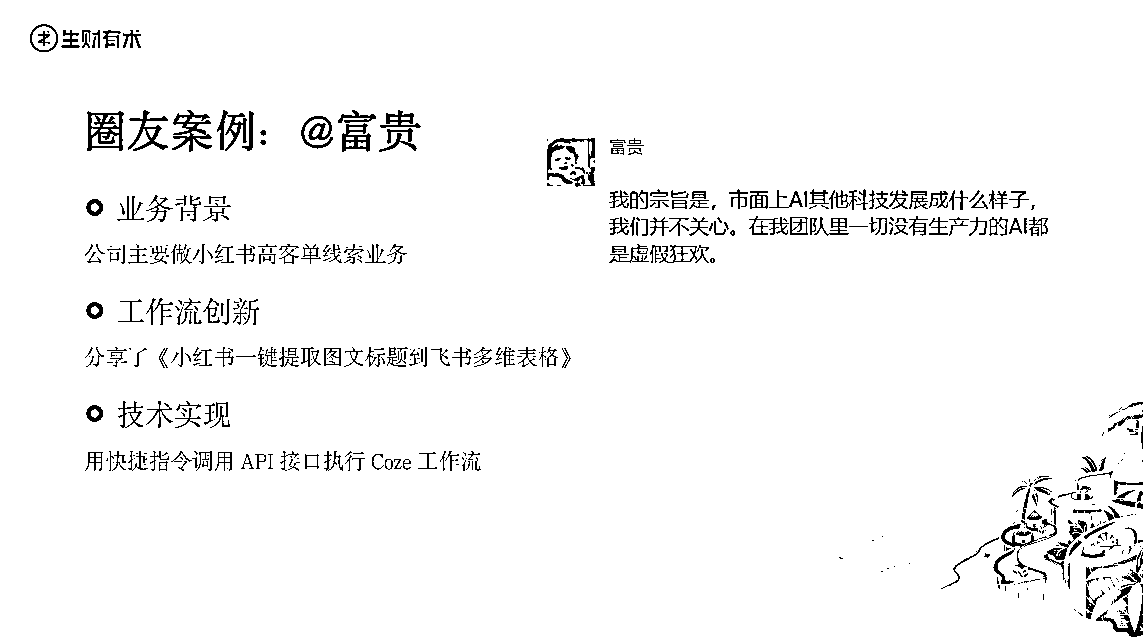 生财有术
圈友案例：@富贵
业务背景
公司主要做小红书高客单线索业务
工作流创新
分享了《小红书一键提取图文标题到飞书多维表格》
技术实现
用快捷指令调用 API 接口执行 Coze 工作流
富贵
我的宗旨是，市面上AI其他科技发展成什么样子，
我们并不关心。在我团队里一切没有生产力的AI都
是虚假狂欢。